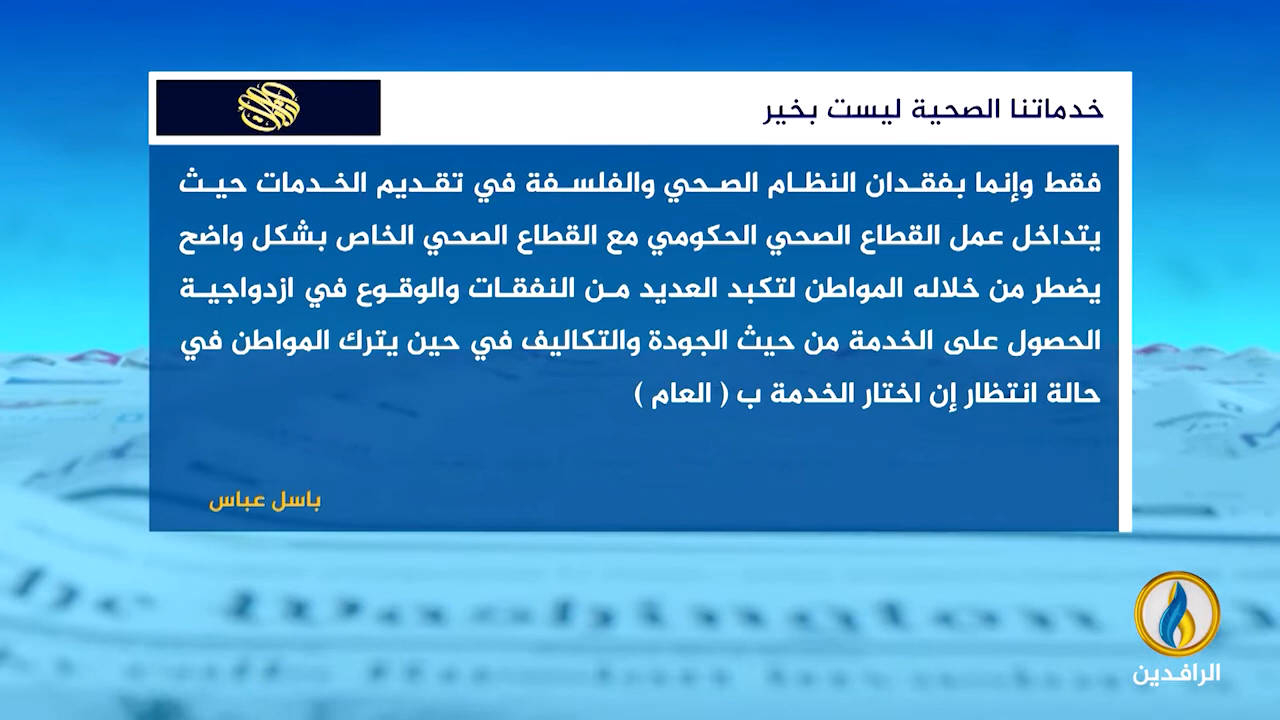 خدماتنا الصحية ليست بخير
فقط وإنما بفقدان النظام الصحي والفلسفة في تقديم الخدمات حيث
يتداخل عمل القطاع الصحي الحكومي مع القطاع الصحي الخاص بشكل واضح
يضطر من خلاله المواطن لتكبد العديد من النفقات والوقوع في ازدواجية
الحصول على الخدمة من حيث الجودة والتكاليف في حين يترك المواطن في
حالة انتظار إن اختار الخدمة ب ( العام )
باسل عباس
الرافدين